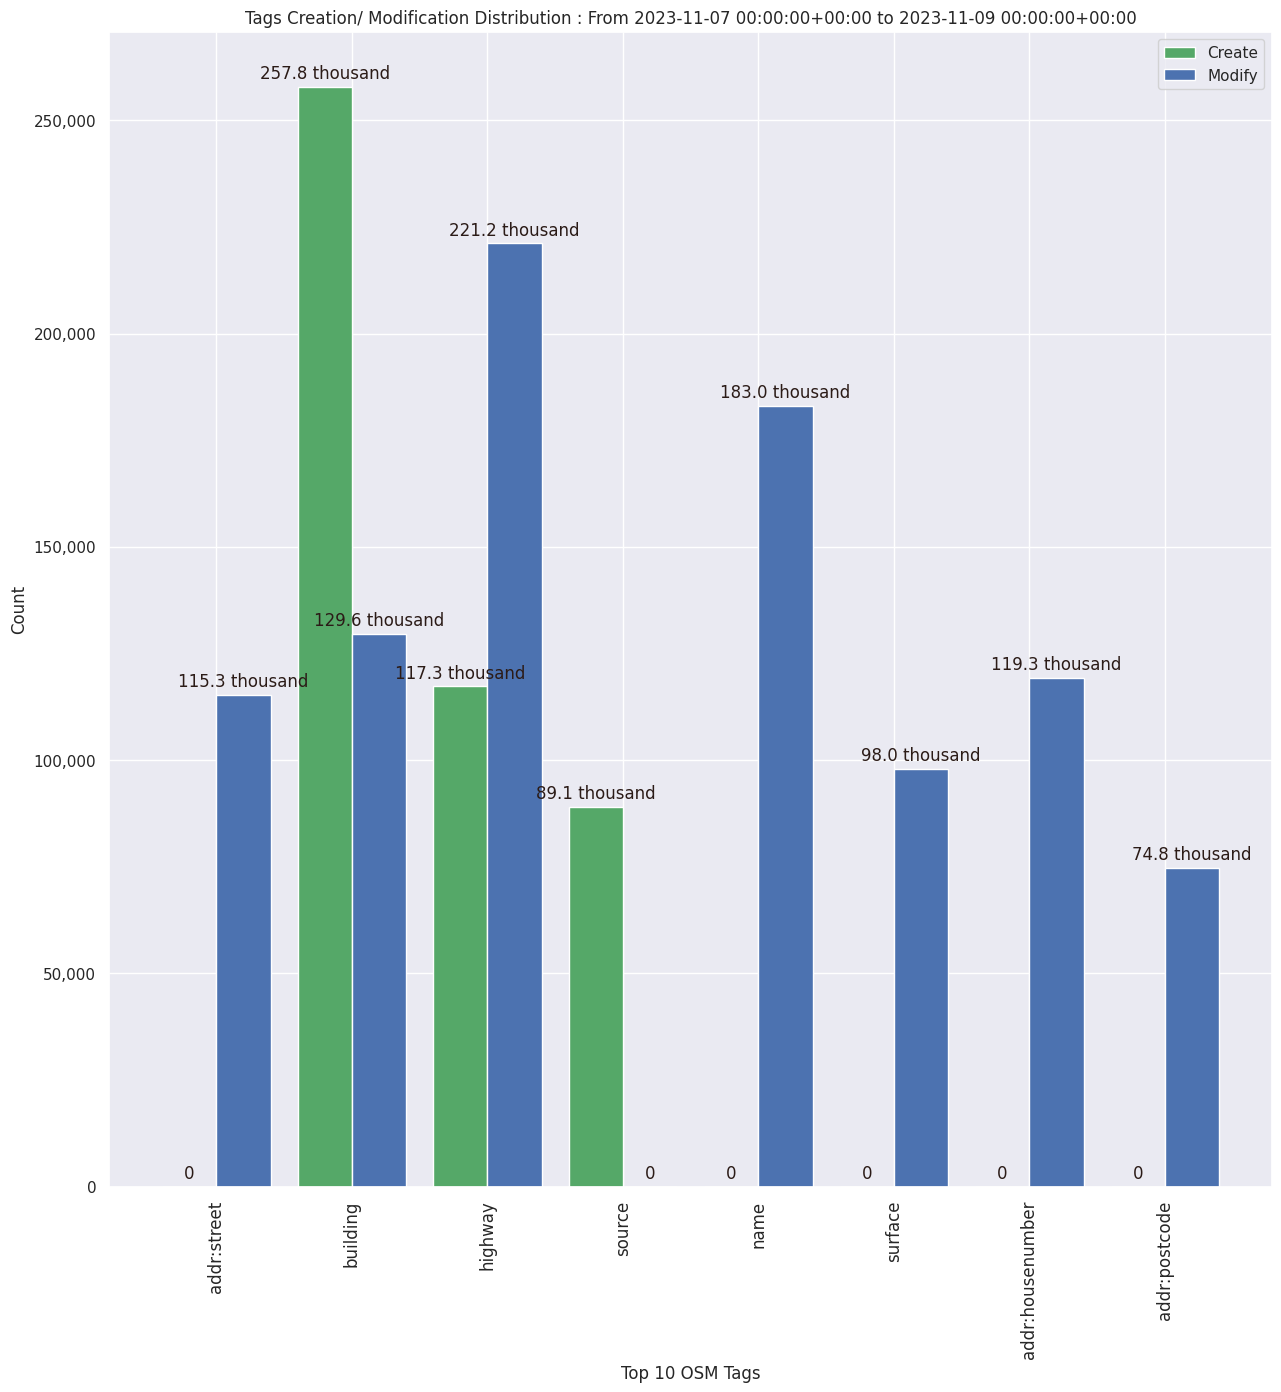 Tags Creation/ Modification Distribution : From 2023-11-07 00:00:00+00:00 to 2023-11-09 00:00:00+00:00
Create
Modify
257.8 thousand
250,000
221.2 thousand
200,000
183.0 thousand
150,000
129.6 thousand
117.3 thousand
115.3 thousand
119.3 thousand
98.0 thousand
100,000
89.1 thousand
74.8 thousand
50,000
0
0
0
0
0
0
0
Count
addr:street
building
highway
source
name
surface
addr:housenumber
addr:postcode
Top 10 OSM Tags